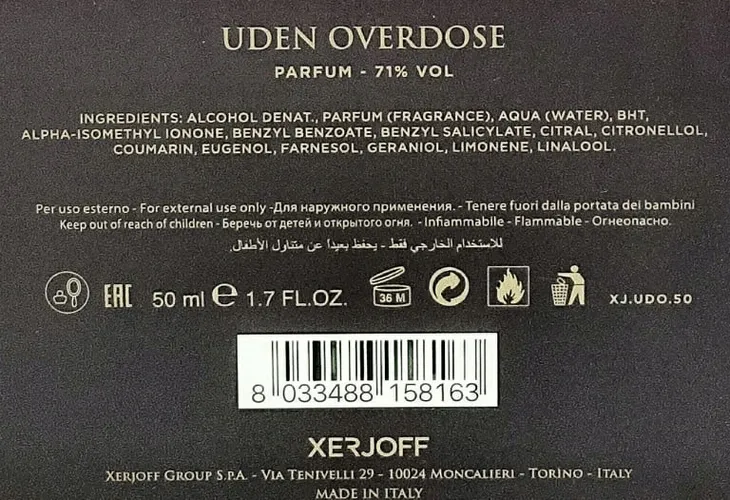 UDEN OVERDOSE
PARFUM - 71% VOL
INGREDIENTS: ALCOHOL DENAT., PARFUM (FRAGRANCE), AQUA (WATER), BHT,
ALPHA-ISOMETHYL IONONE, BENZYL BENZOATE, BENZYL SALICYLATE, CITRAL, CITRONELLOL,
COUMARIN, EUGENOL, FARNESOL, GERANIOL, LIMONENE, LINALOOL.
Per uso esterno - For external use only -Для наружного применения. - Tenere fuori dalla portata dei bambini
Keep out of reach of children - Беречь от детей и открытого огня. - Infiammabile - Flammable - Огнеопасно.
للاستخدام الخارجي فقط - يحفظ بعيداً عن متناول الأطفال.
EAC 50 ml ℮ 1.7 FL.OZ. 36 M XJ.UDO.50
8 033488 158163
XERJOFF
XERJOFF GROUP S.P.A. - VIA TENIVELLI 29 - 10024 MONCALIERI - TORINO - ITALY
MADE IN ITALY